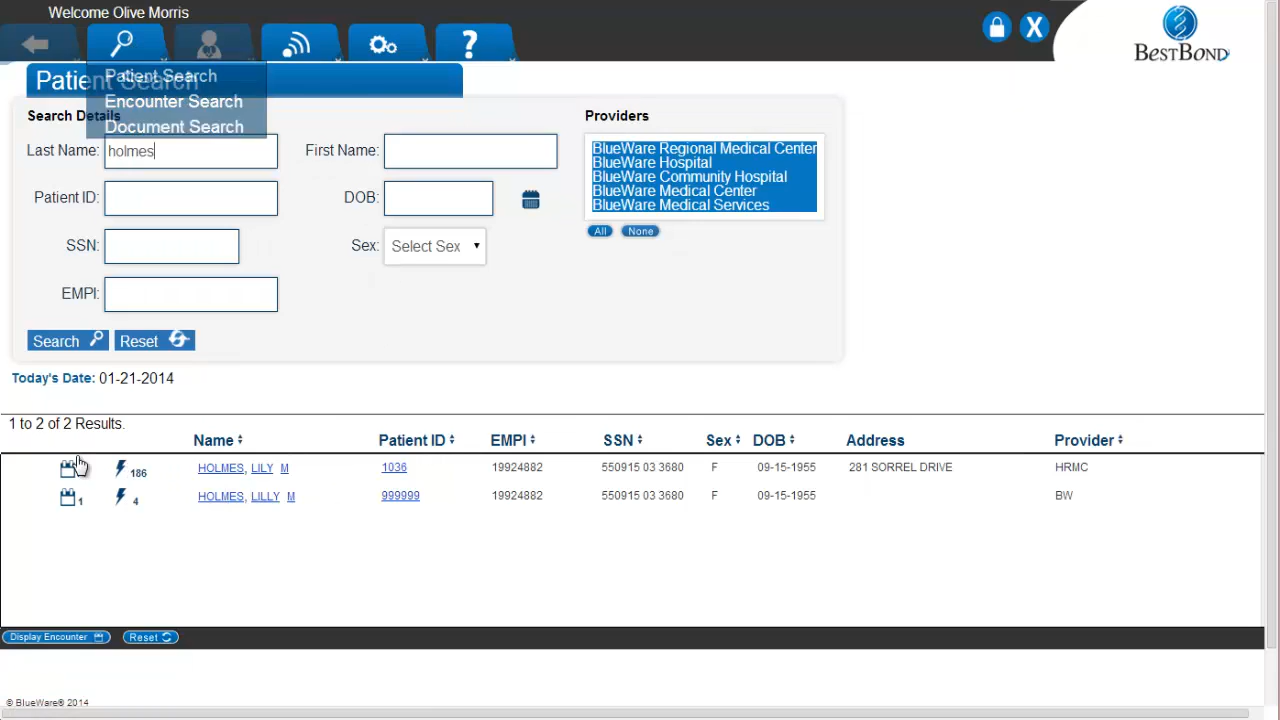 Welcome Olive Morris
BESTBOND
Patient Search
Patient Search
Encounter Search
Document Search
Search Details
Providers
Last Name: holmes
First Name:
BlueWare Regional Medical Center
BlueWare Hospital
BlueWare Community Hospital
BlueWare Medical Center
BlueWare Medical Services
Patient ID:
DOB:
All None
SSN:
Sex: Select Sex
EMPI:
Search Reset
Today's Date: 01-21-2014
1 to 2 of 2 Results.
Name Patient ID EMPI SSN Sex DOB Address Provider
186 HOLMES, LILY M 1036 19924882 550915 03 3680 F 09-15-1955 281 SORREL DRIVE HRMC
1 4 HOLMES, LILLY M 999999 19924882 550915 03 3680 F 09-15-1955 BW
Display Encounter Reset
© BlueWare® 2014